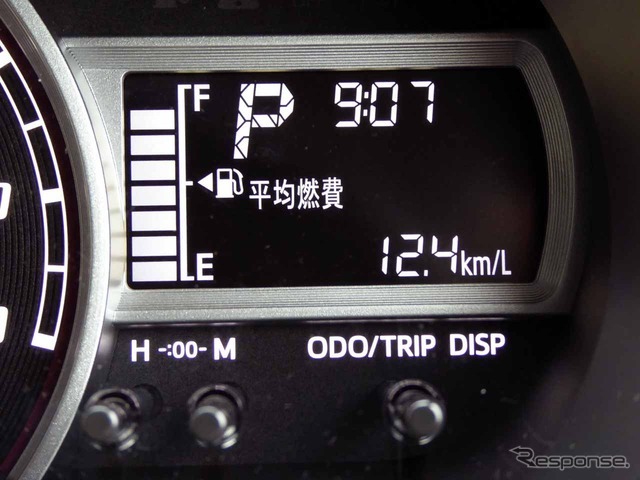 F P 9:07
平均燃費
E 12.4km/L
H -:00- M ODO/TRIP DISP
Response.